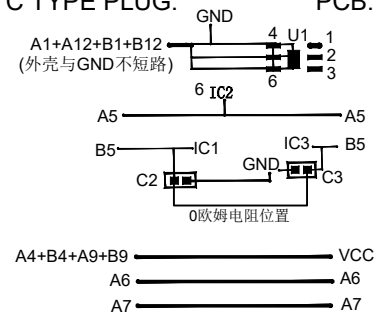 C TYPE PLUG: PCB:
GND
A1+A12+B1+B12 4 U1 1
(外壳与GND不短路) 2
6 3
6 IC2
A5 A5
B5 IC1 IC3 B5
GND
C2 C3
0欧姆电阻位置
A4+B4+A9+B9 VCC
A6 A6
A7 A7